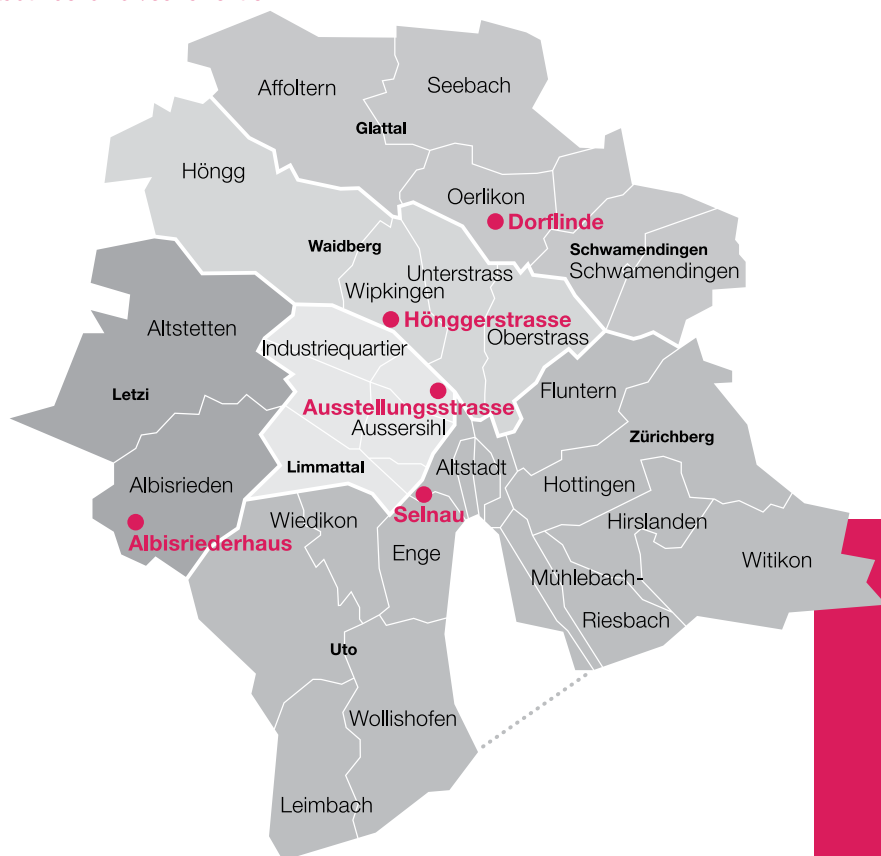 Affoltern
Seebach
Glattal
Höngg
Oerlikon
Dorflinde
Waidberg
Schwamendingen
Schwamendingen
Unterstrass
Wipkingen
Hönggerstrasse
Altstetten
Industriequartier
Oberstrass
Letzi
Fluntern
Ausstellungsstrasse
Aussersihl
Zürichberg
Limmattal
Altstadt
Albisrieden
Hottingen
Selnau
Wiedikon
Hirslanden
Albisriederhaus
Enge
Witikon
Mühlebach-
Riesbach
Uto
Wollishofen
Leimbach